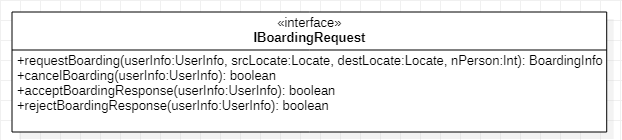 «interface»
IBoardingRequest
+requestBoarding(userInfo:UserInfo, srcLocate:Locate, destLocate:Locate, nPerson:Int): BoardingInfo
+cancelBoarding(userInfo:UserInfo): boolean
+acceptBoardingResponse(userInfo:UserInfo): boolean
+rejectBoardingResponse(userInfo:UserInfo): boolean